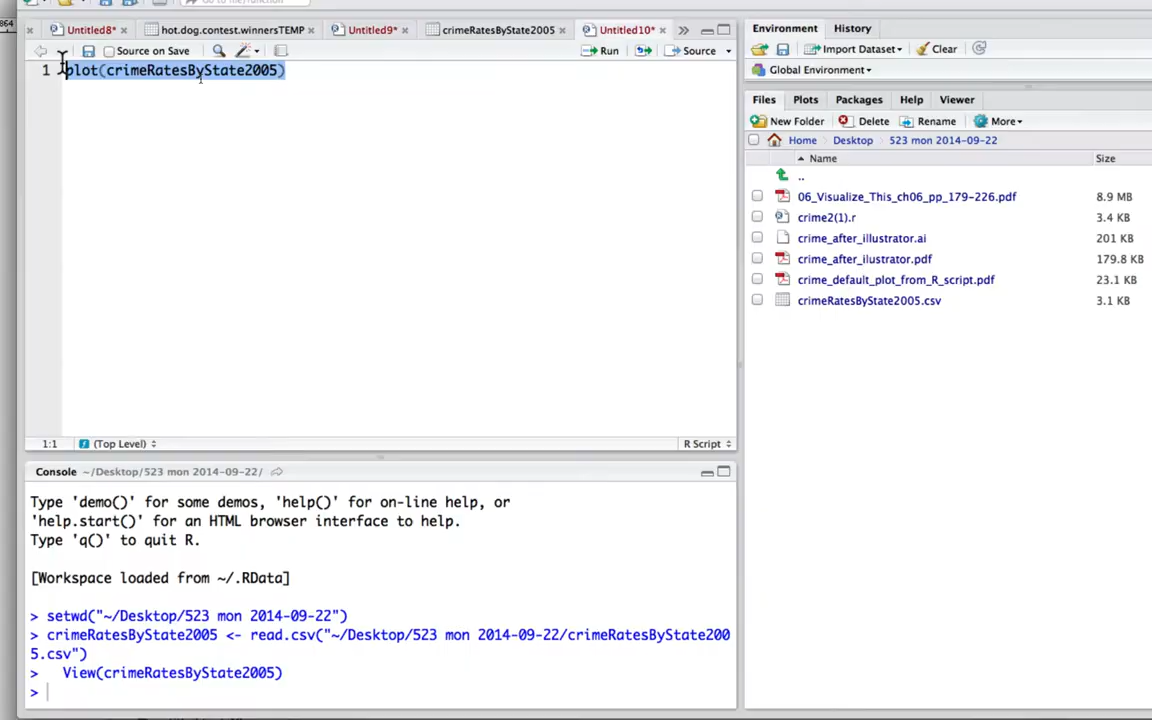 864
Go to file/function
Untitled8*
hot.dog.contest.winnersTEMP
Untitled9*
crimeRatesByState2005
Untitled10*
Source on Save
Run
Source
1 plot(crimeRatesByState2005)
1:1
(Top Level)
R Script
Console ~/Desktop/523 mon 2014-09-22/
Type 'demo()' for some demos, 'help()' for on-line help, or
'help.start()' for an HTML browser interface to help.
Type 'q()' to quit R.
[Workspace loaded from ~/.RData]
> setwd("~/Desktop/523 mon 2014-09-22")
> crimeRatesByState2005 <- read.csv("~/Desktop/523 mon 2014-09-22/crimeRatesByState200
5.csv")
>   View(crimeRatesByState2005)
>
Environment History
Import Dataset Clear
Global Environment
Files Plots Packages Help Viewer
New Folder Delete Rename More
Home Desktop 523 mon 2014-09-22
Name Size
..
06_Visualize_This_ch06_pp_179-226.pdf 8.9 MB
crime2(1).r 3.4 KB
crime_after_illustrator.ai 201 KB
crime_after_ilustrator.pdf 179.8 KB
crime_default_plot_from_R_script.pdf 23.1 KB
crimeRatesByState2005.csv 3.1 KB